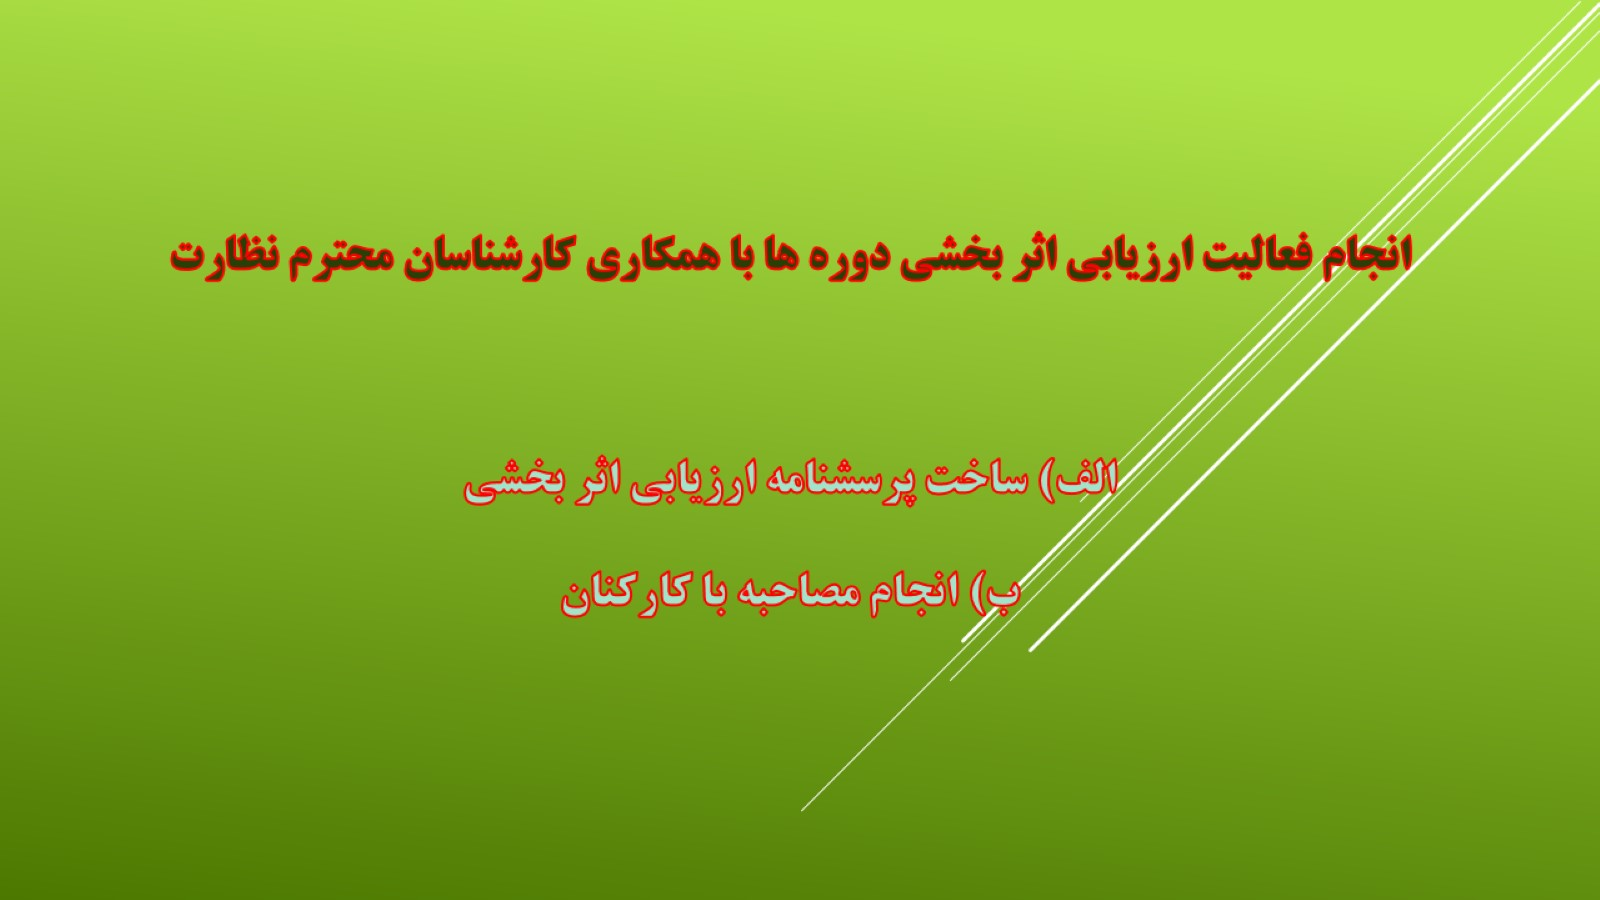 انجام فعالیت ارزیابی اثر بخشی دوره ها با همکاری کارشناسان محترم نظارت
الف) ساخت پرسشنامه ارزیابی اثر بخشی
ب) انجام مصاحبه با کارکنان